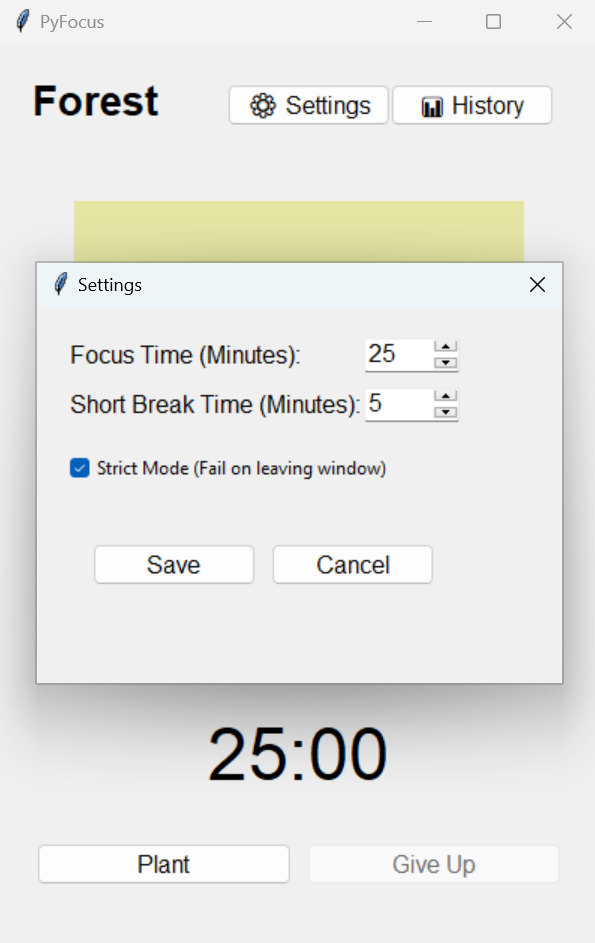 PyFocus
Forest
Settings
History
Settings
Focus Time (Minutes): 25
Short Break Time (Minutes): 5
Strict Mode (Fail on leaving window)
Save Cancel
25:00
Plant Give Up